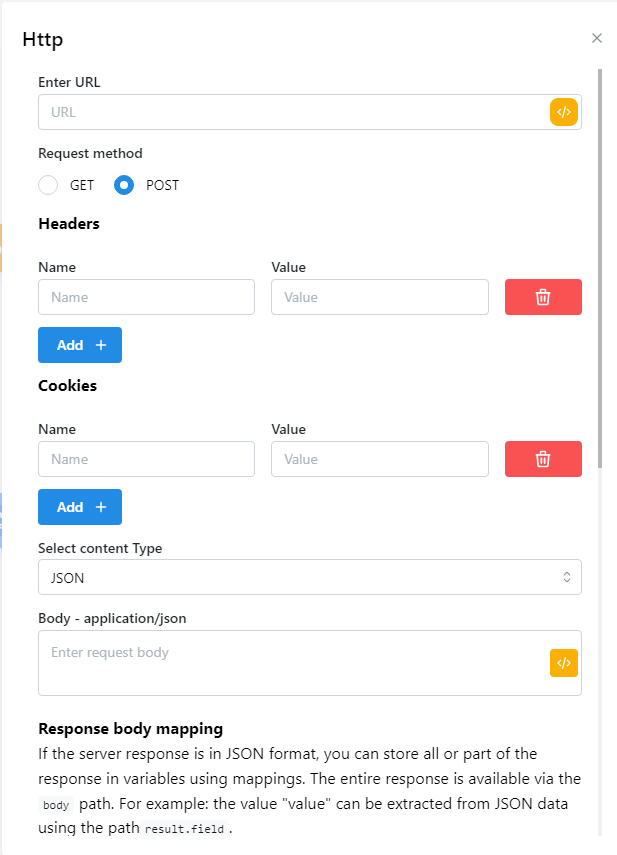 Http
Enter URL
URL
</>
Request method
GET POST
Headers
Name Value
Name Value
Add +
Cookies
Name Value
Name Value
Add +
Select content Type
JSON
Body - application/json
Enter request body
</>
Response body mapping
If the server response is in JSON format, you can store all or part of the
response in variables using mappings. The entire response is available via the
body path. For example: the value "value" can be extracted from JSON data
using the path result.field .